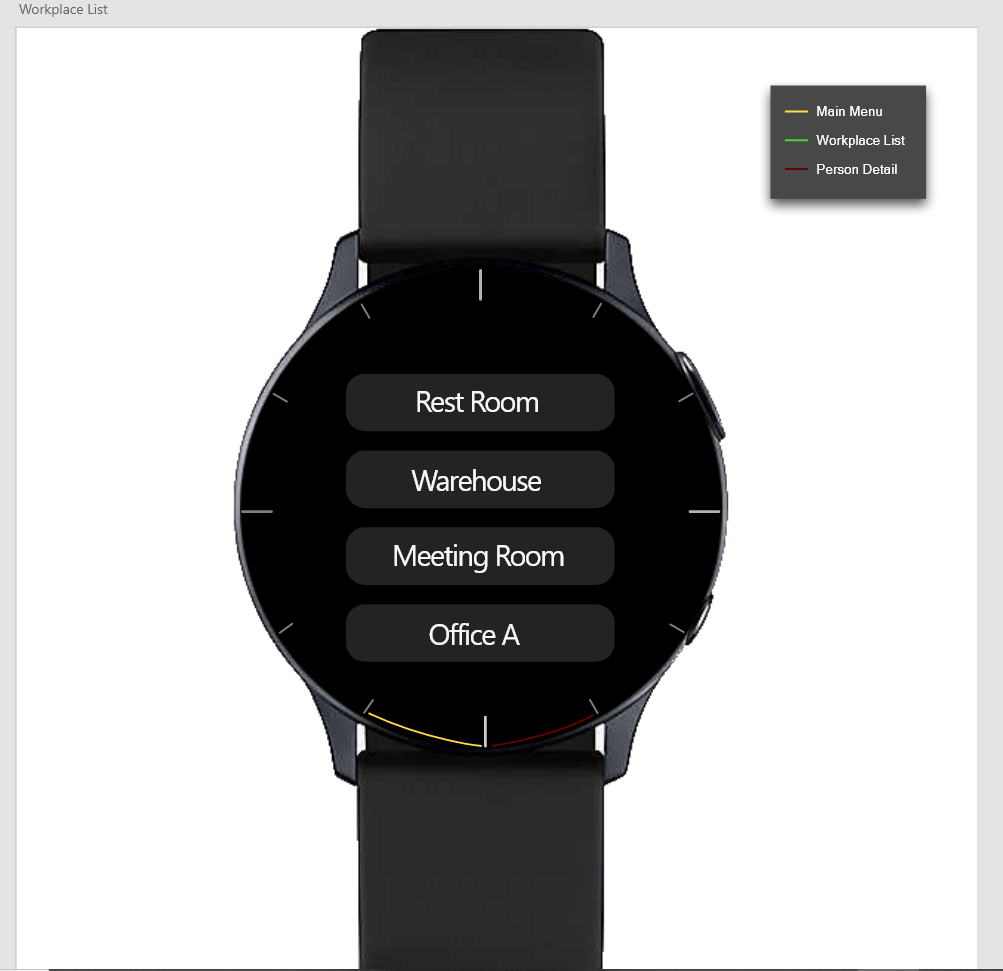 Workplace List
Main Menu
Workplace List
Person Detail
Rest Room
Warehouse
Meeting Room
Office A